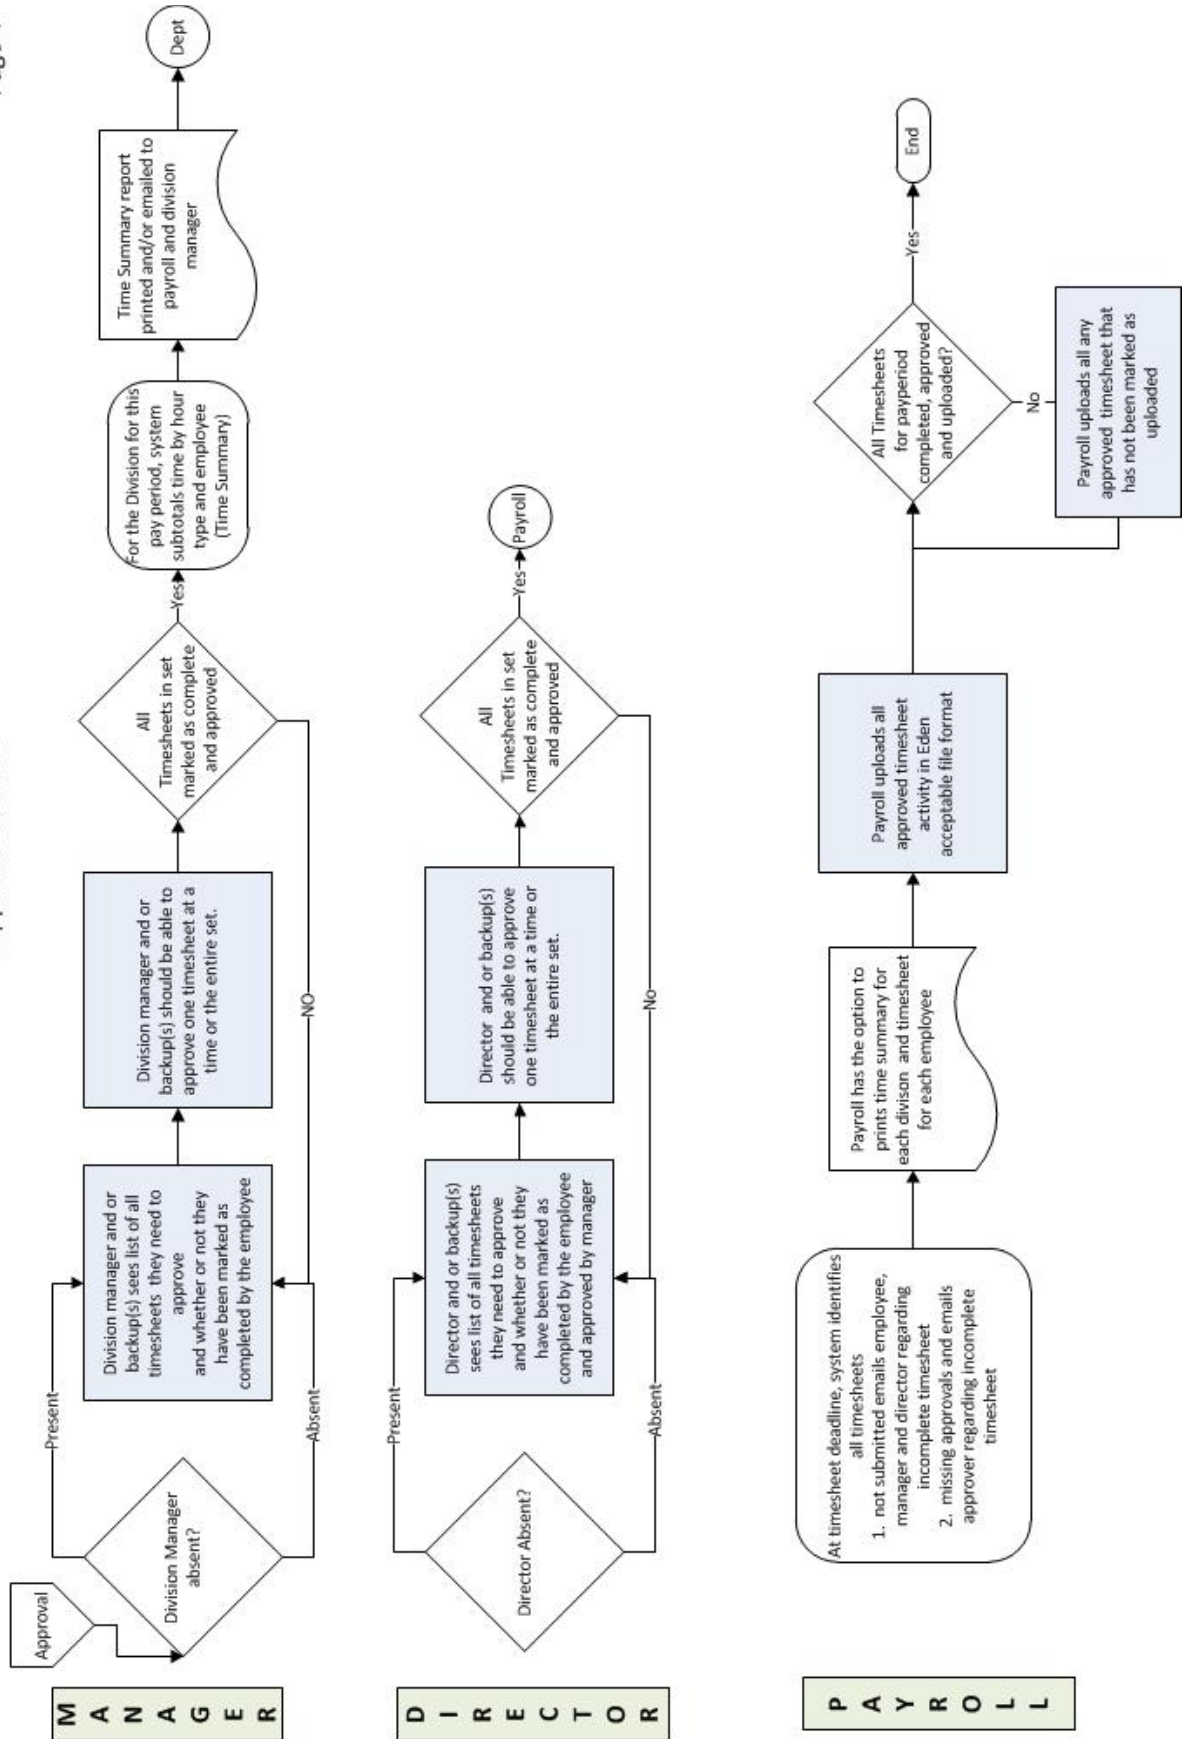 MANAGER
Approval
Division Manager
absent?
Present
Absent
Division manager and or
backup(s) sees list of all
timesheets they need to
approve
and whether or not they
have been marked as
completed by the employee
Division manager and or
backup(s) should be able to
approve one timesheet at a
time or the entire set.
All
Timesheets in set
marked as complete
and approved
NO
Yes
For the Division for this
pay period, system
subtotals time by hour
type and employee
(Time Summary)
Time Summary report
printed and/or emailed to
payroll and division
manager
Dept
DIRECTOR
Director Absent?
Present
Absent
Director and or backup(s)
sees list of all timesheets
they need to approve
and whether or not they
have been marked as
completed by the employee
and approved by manager
Director and or backup(s)
should be able to approve
one timesheet at a time or
the entire set.
All
Timesheets in set
marked as complete
and approved
No
Yes
Payroll
PAYROLL
At timesheet deadline, system identifies
all timesheets
1. not submitted emails employee,
manager and director regarding
incomplete timesheet
2. missing approvals and emails
approver regarding incomplete
timesheet
Payroll has the option to
prints time summary for
each divison and timesheet
for each employee
Payroll uploads all
approved timesheet
activity in Eden
acceptable file format
All Timesheets
for payperiod
completed, approved
and uploaded?
Yes
End
No
Payroll uploads all any
approved timesheet that
has not been marked as
uploaded